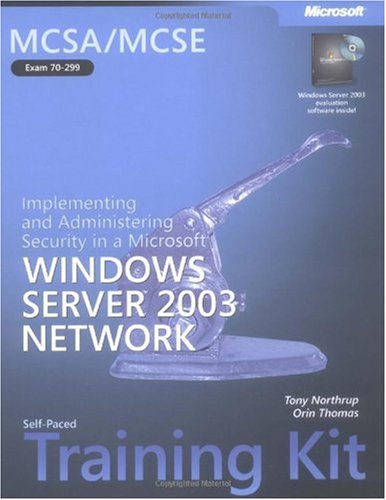 Microsoft
MCSA/MCSE
Exam 70-299
Windows Server 2003
evaluation
software inside!
Implementing
and Administering
Security in a Microsoft
WINDOWS
SERVER 2003
NETWORK
Tony Northrup
Orin Thomas
Self-Paced
Training Kit